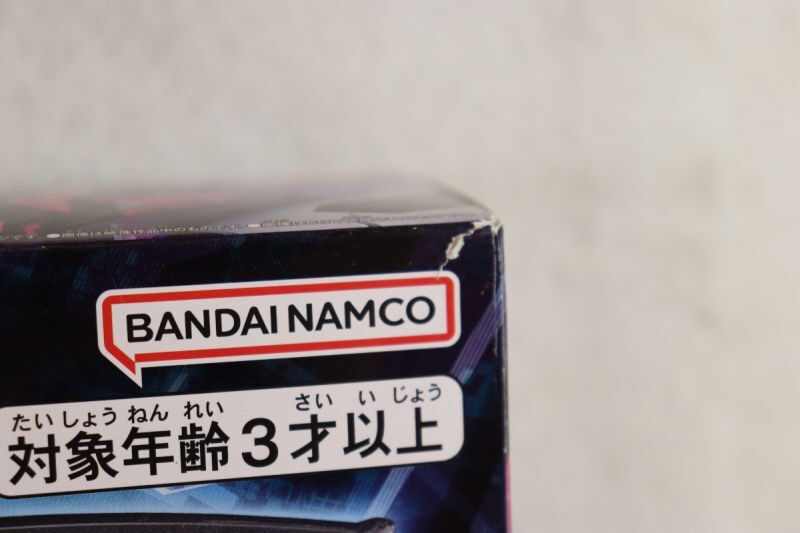 BANDAI NAMCO
たいしょう ねん れい さい い じょう
対象年齢3才以上